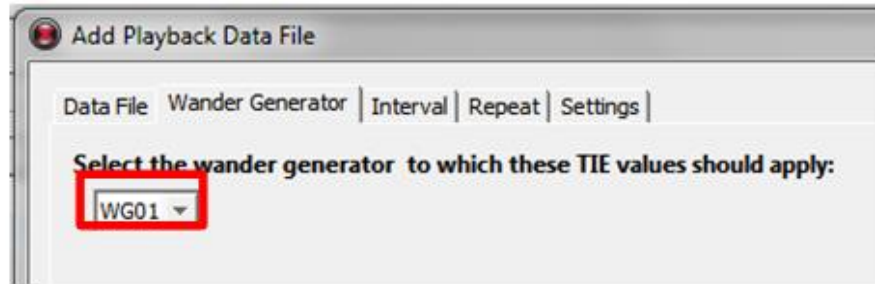 Add Playback Data File
Data File Wander Generator Interval Repeat Settings
Select the wander generator to which these TIE values should apply:
WG01